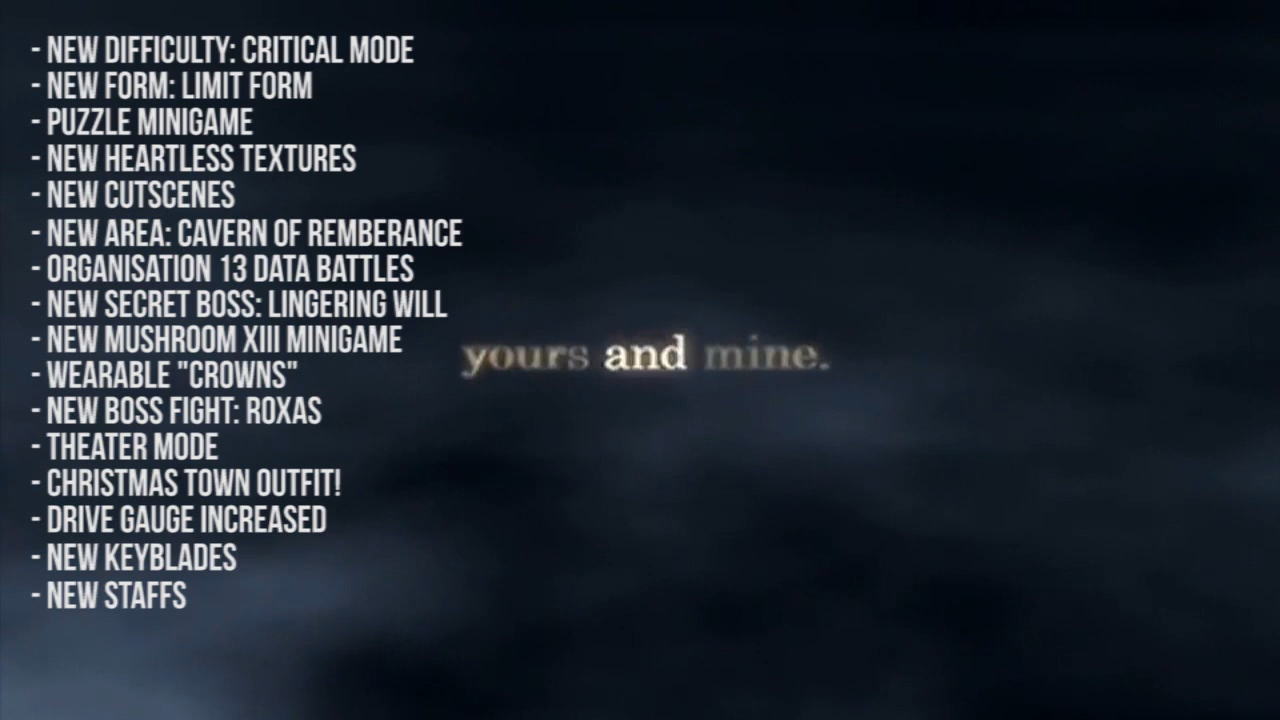 - NEW DIFFICULTY: CRITICAL MODE
- NEW FORM: LIMIT FORM
- PUZZLE MINIGAME
- NEW HEARTLESS TEXTURES
- NEW CUTSCENES
- NEW AREA: CAVERN OF REMBERANCE
- ORGANISATION 13 DATA BATTLES
- NEW SECRET BOSS: LINGERING WILL
- NEW MUSHROOM XIII MINIGAME
- WEARABLE "CROWNS"
- NEW BOSS FIGHT: ROXAS
- THEATER MODE
- CHRISTMAS TOWN OUTFIT!
- DRIVE GAUGE INCREASED
- NEW KEYBLADES
- NEW STAFFS
yours and mine.